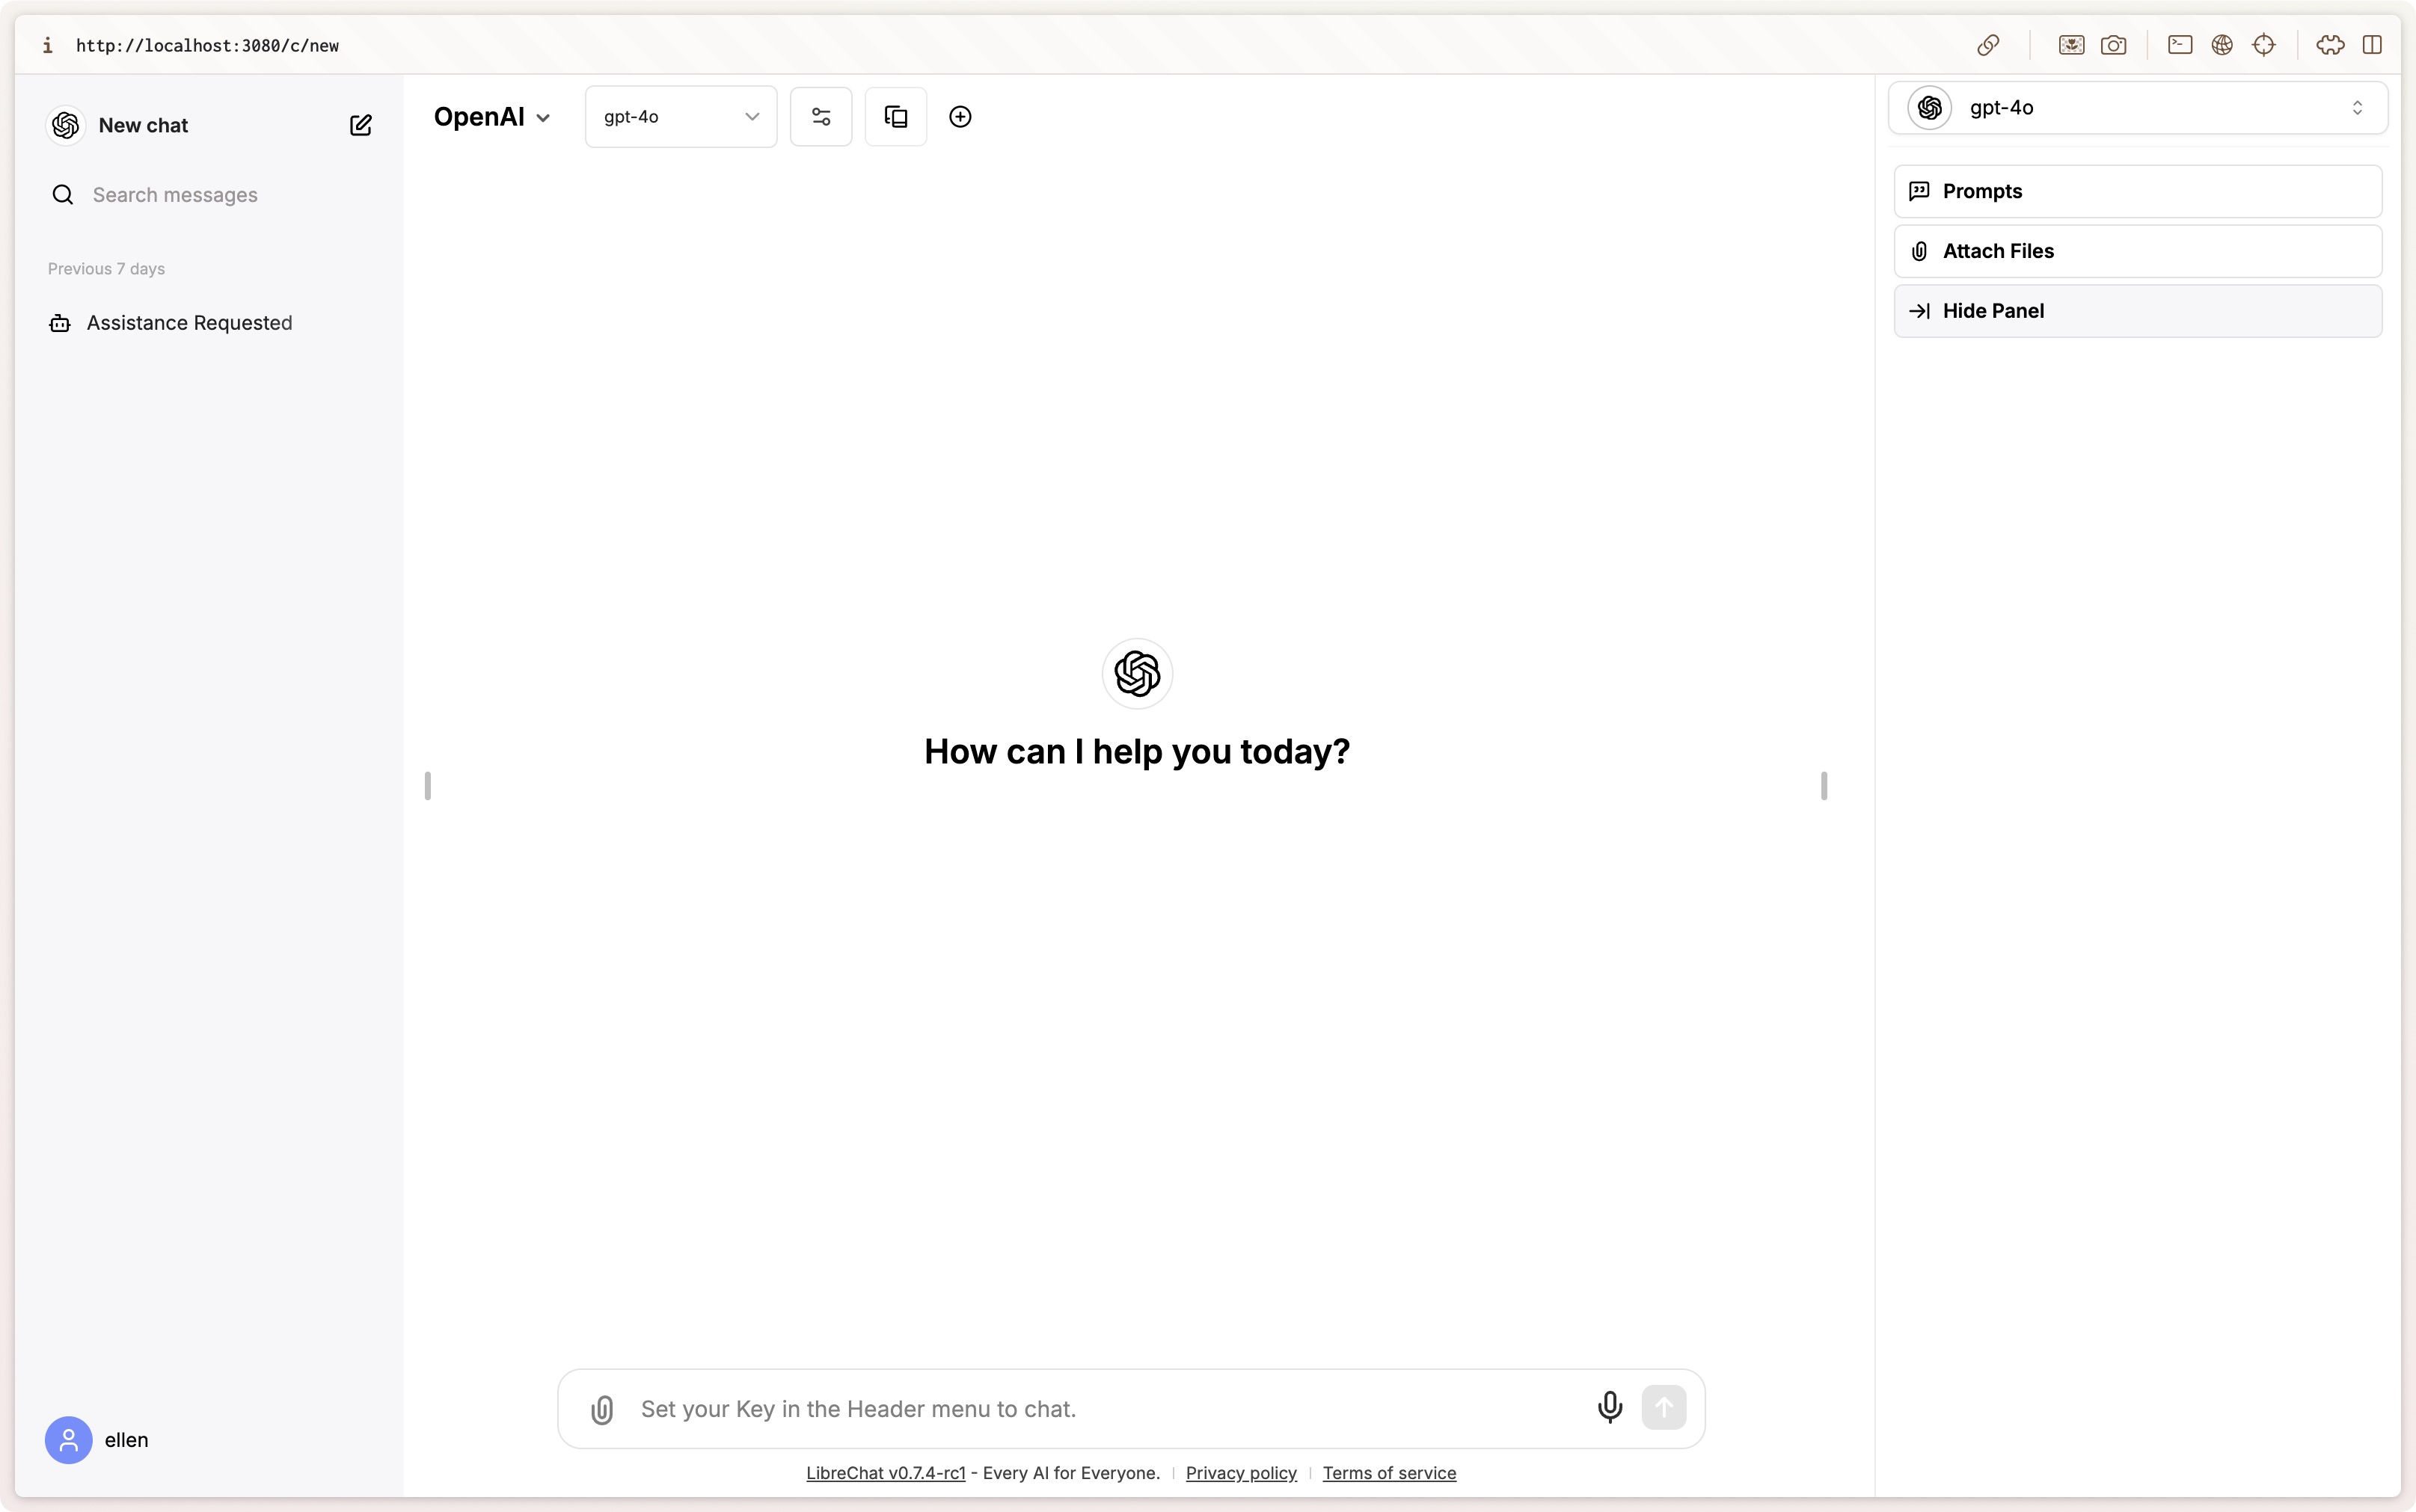 i http://localhost:3080/c/new
New chat
Search messages
Previous 7 days
Assistance Requested
ellen
OpenAI
gpt-4o
How can I help you today?
Set your Key in the Header menu to chat.
LibreChat v0.7.4-rc1 - Every AI for Everyone. Privacy policy Terms of service
gpt-4o
Prompts
Attach Files
Hide Panel